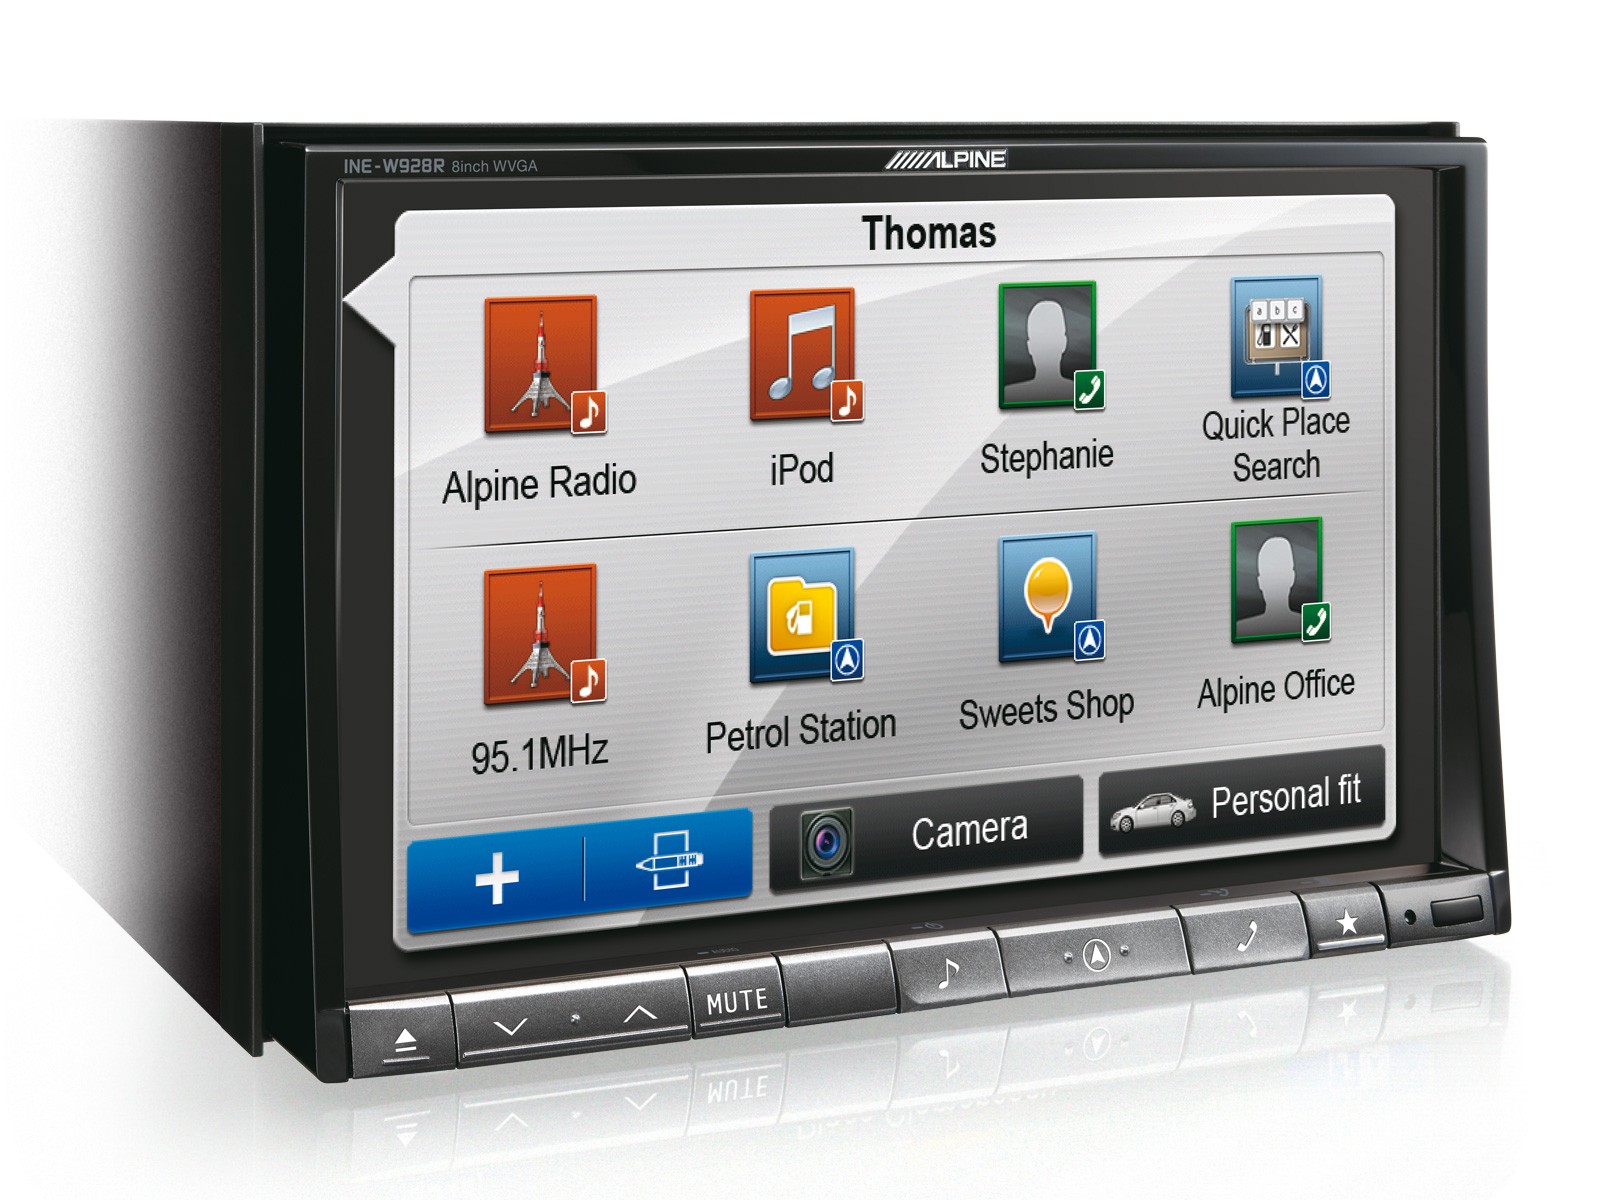 INE-W928R 8inch WVGA
ALPINE
Thomas
Alpine Radio
iPod
Stephanie
a b c
Quick Place
Search
95.1MHz
Petrol Station
Sweets Shop
Alpine Office
Camera
Personal fit
AUDIO
MUTE